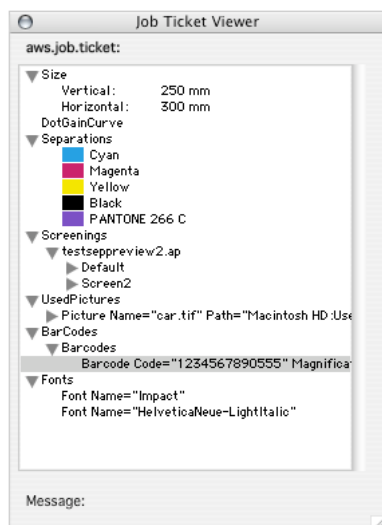 Job Ticket Viewer
aws.job.ticket:
Size
Vertical: 250 mm
Horizontal: 300 mm
DotGainCurve
Separations
Cyan
Magenta
Yellow
Black
PANTONE 266 C
Screenings
testseppreview2.ap
Default
Screen2
UsedPictures
Picture Name="car.tif" Path="Macintosh HD:Use
BarCodes
Barcodes
Barcode Code="1234567890555" Magnificat
Fonts
Font Name="Impact"
Font Name="HelveticaNeue-LightItalic"
Message: